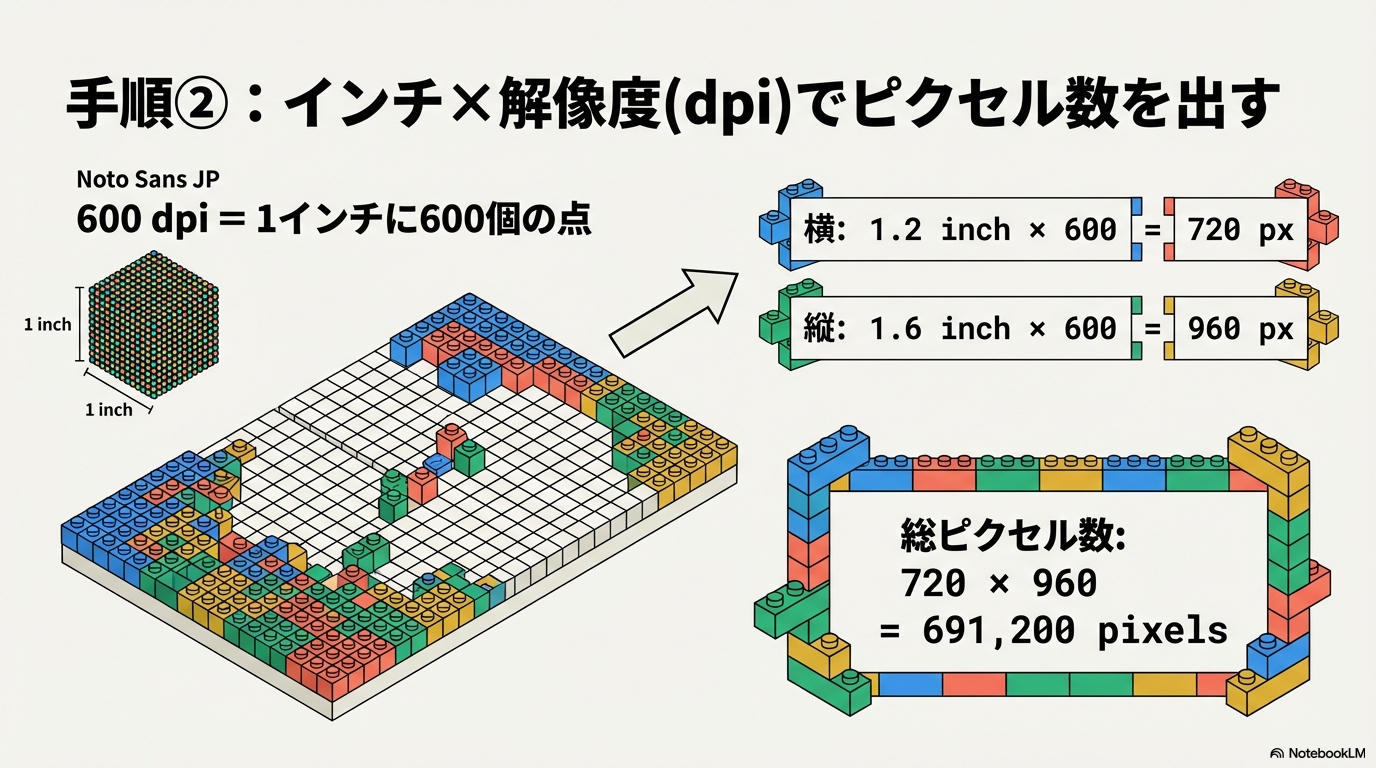 手順②：インチ×解像度(dpi)でピクセル数を出す
Noto Sans JP
600 dpi = 1インチに600個の点
1 inch
1 inch
横: 1.2 inch × 600 = 720 px
縦: 1.6 inch × 600 = 960 px
総ピクセル数:
720 × 960
= 691,200 pixels
NotebookLM